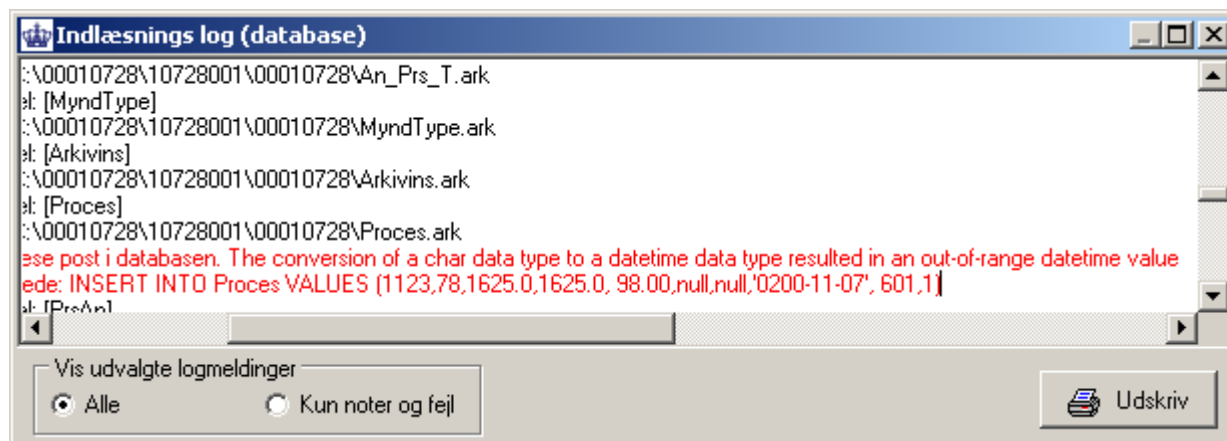 Indlæsnings log (database)
:\00010728\10728001\00010728\An_Prs_T.ark
el: [MyndType]
:\00010728\10728001\00010728\MyndType.ark
el: [Arkivins]
:\00010728\10728001\00010728\Arkivins.ark
el: [Proces]
:\00010728\10728001\00010728\Proces.ark
ese post i databasen. The conversion of a char data type to a datetime data type resulted in an out-of-range datetime value
ede: INSERT INTO Proces VALUES (1123,78,1625.0,1625.0, 98.00,null,null,'0200-11-07', 601,1)
el: [PrsAn]
Vis udvalgte logmeldinger
Alle
Kun noter og fejl
Udskriv